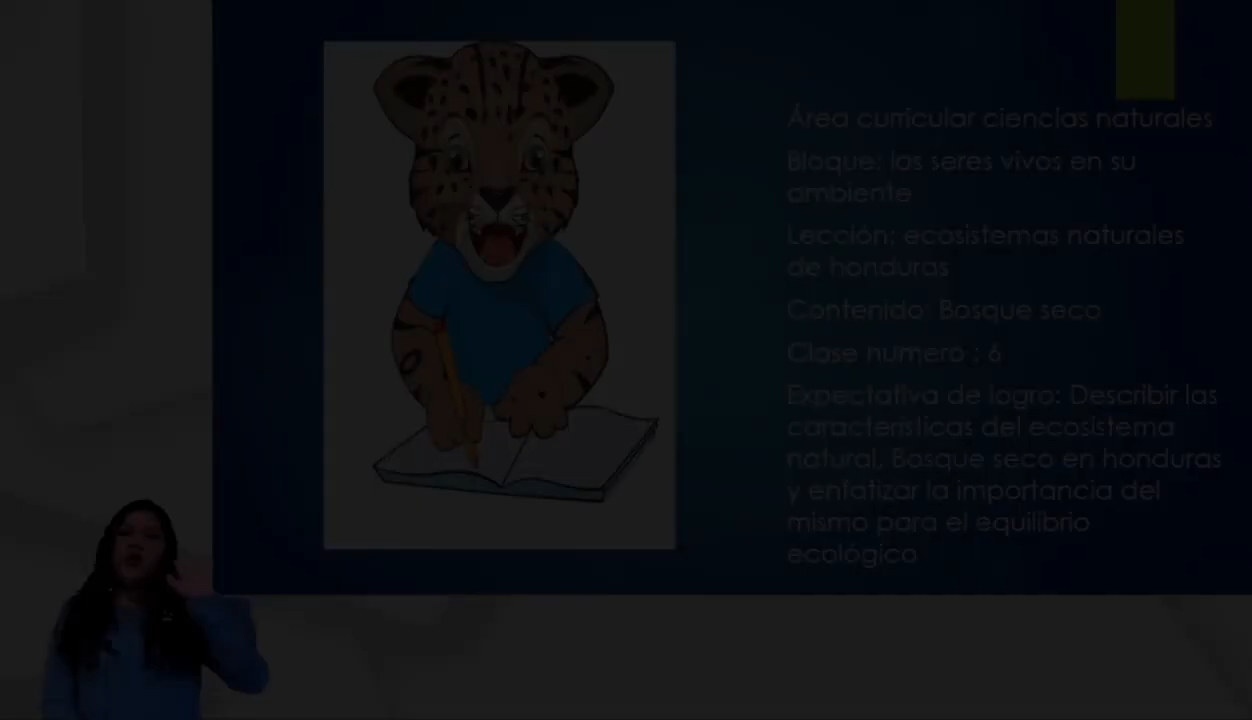 Área curricular ciencias naturales
Bloque: los seres vivos en su
ambiente
Lección: ecosistemas naturales
de honduras
Contenido: Bosque seco
Clase numero : 6
Expectativa de logro: Describir las
características del ecosistema
natural, Bosque seco en honduras
y enfatizar la importancia del
mismo para el equilibrio
ecológico